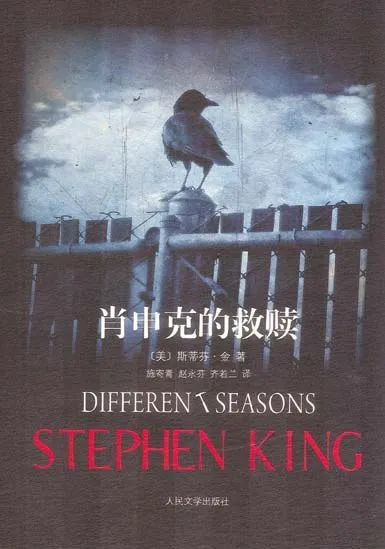 肖申克的救赎
〔美〕斯蒂芬·金 著
施寄青 赵永芬 齐若兰 译
DIFFERENT SEASONS
STEPHEN KING
人民文学出版社